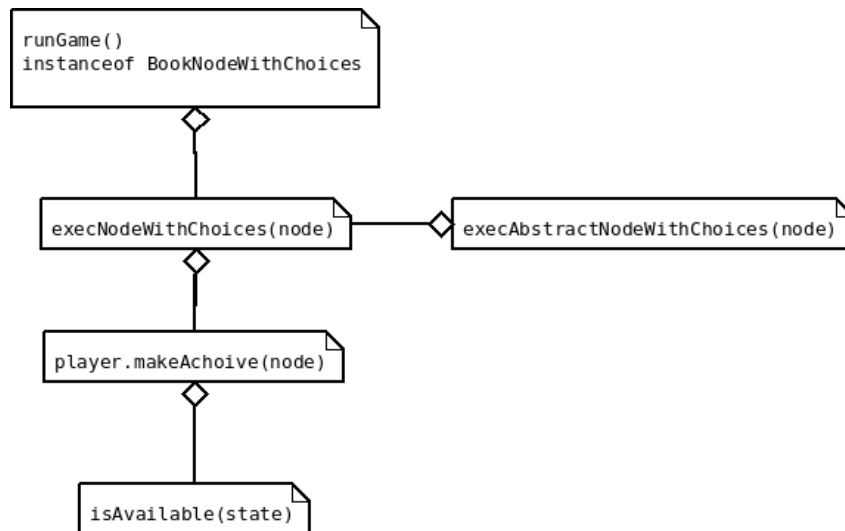 runGame()
instanceof BookNodeWithChoices
execNodeWithChoices(node)
execAbstractNodeWithChoices(node)
player.makeAchoive(node)
isAvailable(state)